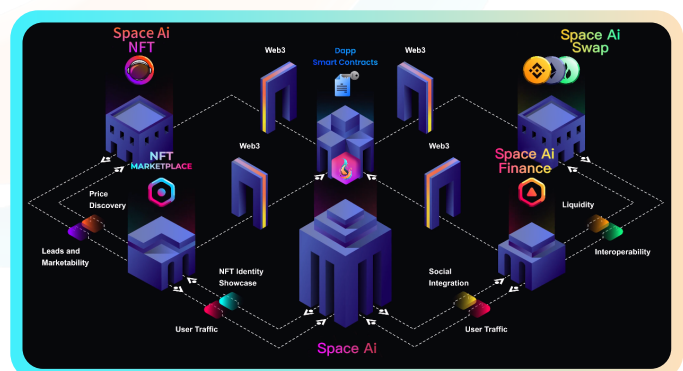 Space Ai
NFT
Web3
Dapp
Smart Contracts
Web3
Space Ai
Swap
NFT
MARKETPLACE
Web3
Web3
Space Ai
Finance
Price
Discovery
Leads and
Marketability
Liquidity
Interoperability
NFT Identity
Showcase
Social
Integration
User Traffic
User Traffic
Space Ai